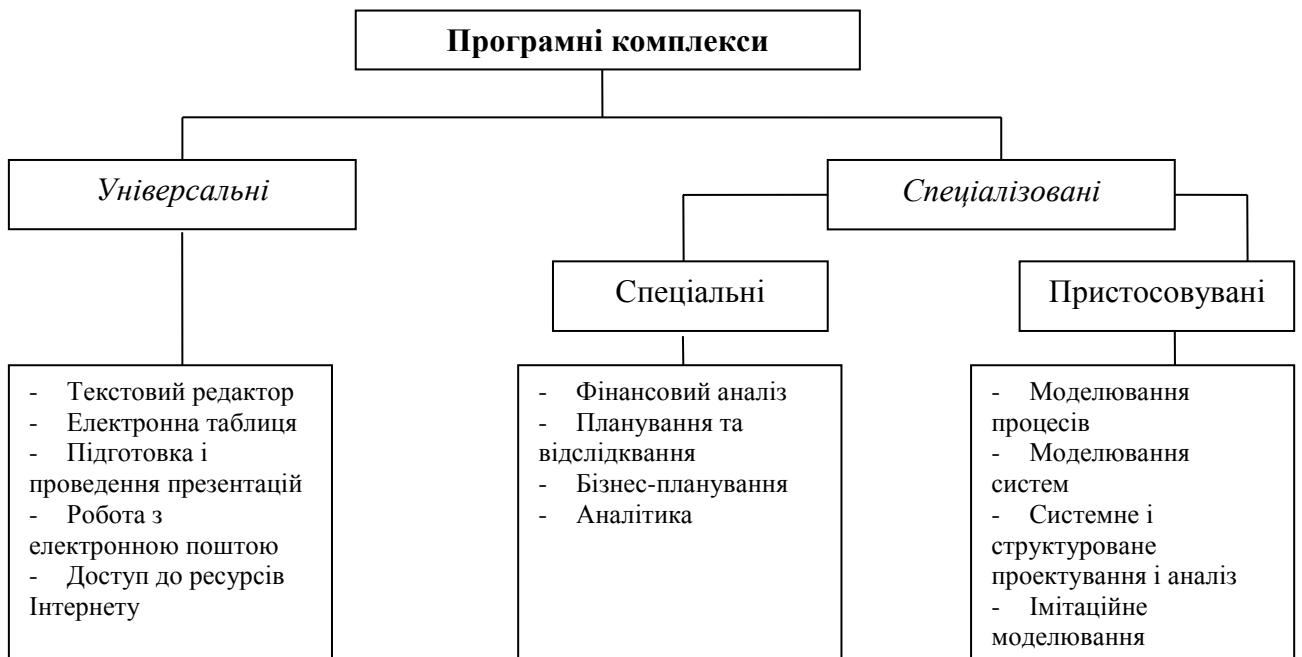 Програмні комплекси
Універсальні
Спеціалізовані
Спеціальні
Пристосовувані
- Текстовий редактор
- Електронна таблиця
- Підготовка і
проведення презентацій
- Робота з
електронною поштою
- Доступ до ресурсів
Інтернету
- Фінансовий аналіз
- Планування та
відслідквання
- Бізнес-планування
- Аналітика
- Моделювання
процесів
- Моделювання
систем
- Системне і
структуроване
проектування і аналіз
- Імітаційне
моделювання